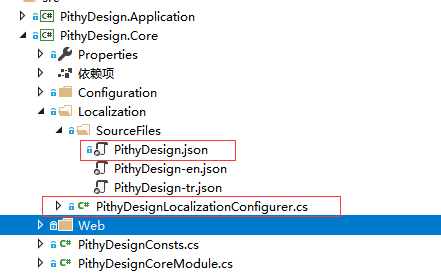 PithyDesign.Application
PithyDesign.Core
Properties
依赖项
Configuration
Localization
SourceFiles
PithyDesign.json
PithyDesign-en.json
PithyDesign-tr.json
PithyDesignLocalizationConfigurer.cs
Web
PithyDesignConsts.cs
PithyDesignCoreModule.cs